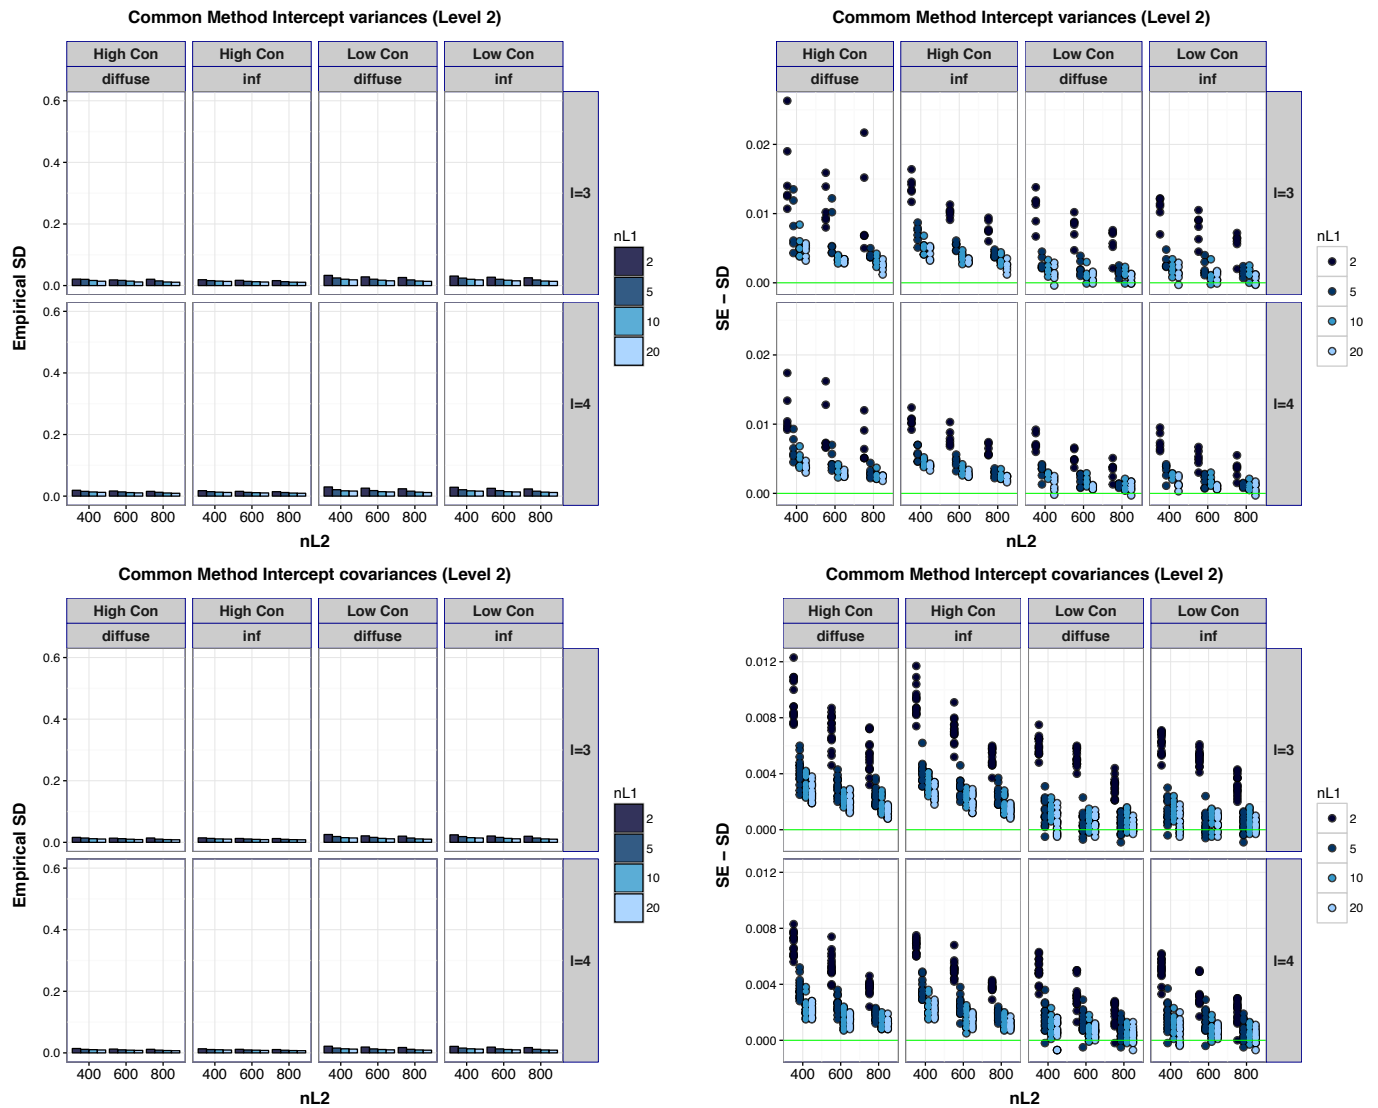 Common Method Intercept variances (Level 2)
High Con High Con Low Con Low Con
diffuse inf diffuse inf
0.6
0.4
0.2
0.0
I=3
0.6
0.4
0.2
0.0
I=4
Empirical SD
400 600 800 400 600 800 400 600 800 400 600 800
nL2
nL1
2
5
10
20
Commom Method Intercept variances (Level 2)
High Con High Con Low Con Low Con
diffuse inf diffuse inf
0.02
0.01
0.00
I=3
0.02
0.01
0.00
I=4
SE − SD
400 600 800 400 600 800 400 600 800 400 600 800
nL2
nL1
2
5
10
20
Common Method Intercept covariances (Level 2)
High Con High Con Low Con Low Con
diffuse inf diffuse inf
0.6
0.4
0.2
0.0
I=3
0.6
0.4
0.2
0.0
I=4
Empirical SD
400 600 800 400 600 800 400 600 800 400 600 800
nL2
nL1
2
5
10
20
Commom Method Intercept covariances (Level 2)
High Con High Con Low Con Low Con
diffuse inf diffuse inf
0.012
0.008
0.004
0.000
I=3
0.012
0.008
0.004
0.000
I=4
SE − SD
400 600 800 400 600 800 400 600 800 400 600 800
nL2
nL1
2
5
10
20